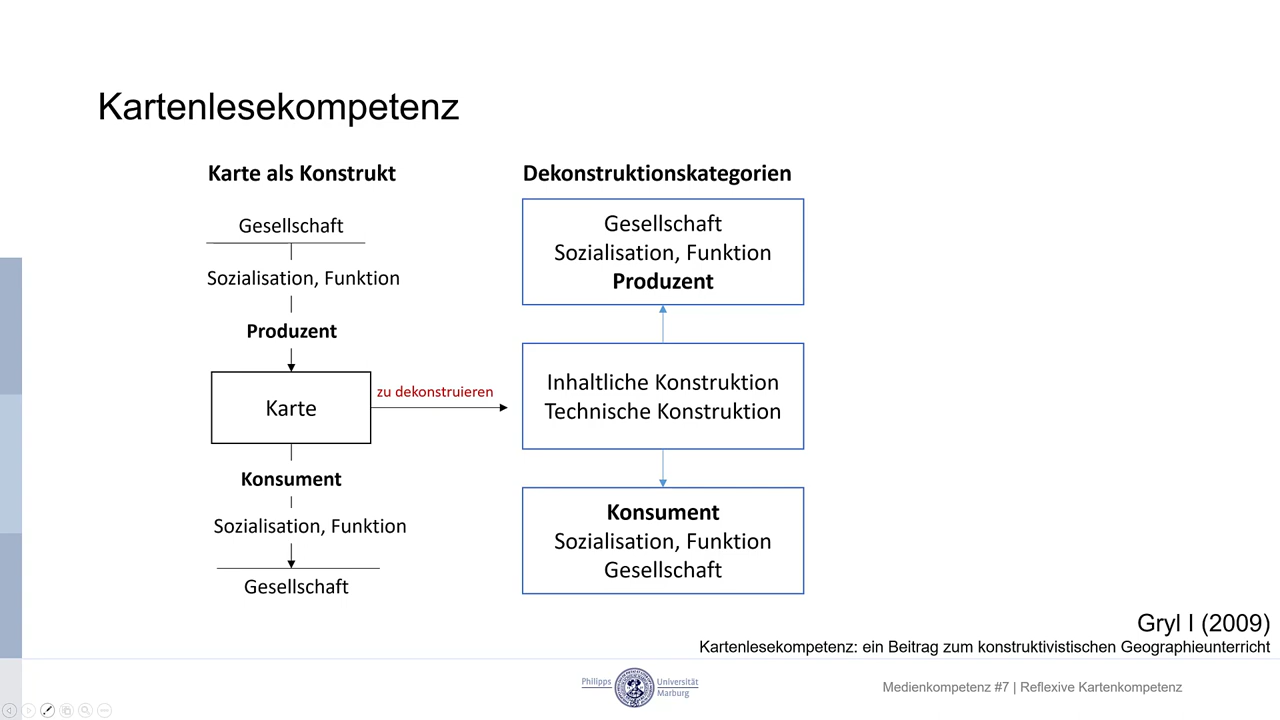 Kartenlesekompetenz
Karte als Konstrukt
Gesellschaft
Sozialisation, Funktion
Produzent
Karte
zu dekonstruieren
Konsument
Sozialisation, Funktion
Gesellschaft
Dekonstruktionskategorien
Gesellschaft
Sozialisation, Funktion
Produzent
Inhaltliche Konstruktion
Technische Konstruktion
Konsument
Sozialisation, Funktion
Gesellschaft
Gryl I (2009)
Kartenlesekompetenz: ein Beitrag zum konstruktivistischen Geographieunterricht
Philipps Universität
Marburg
Medienkompetenz #7 | Reflexive Kartenkompetenz